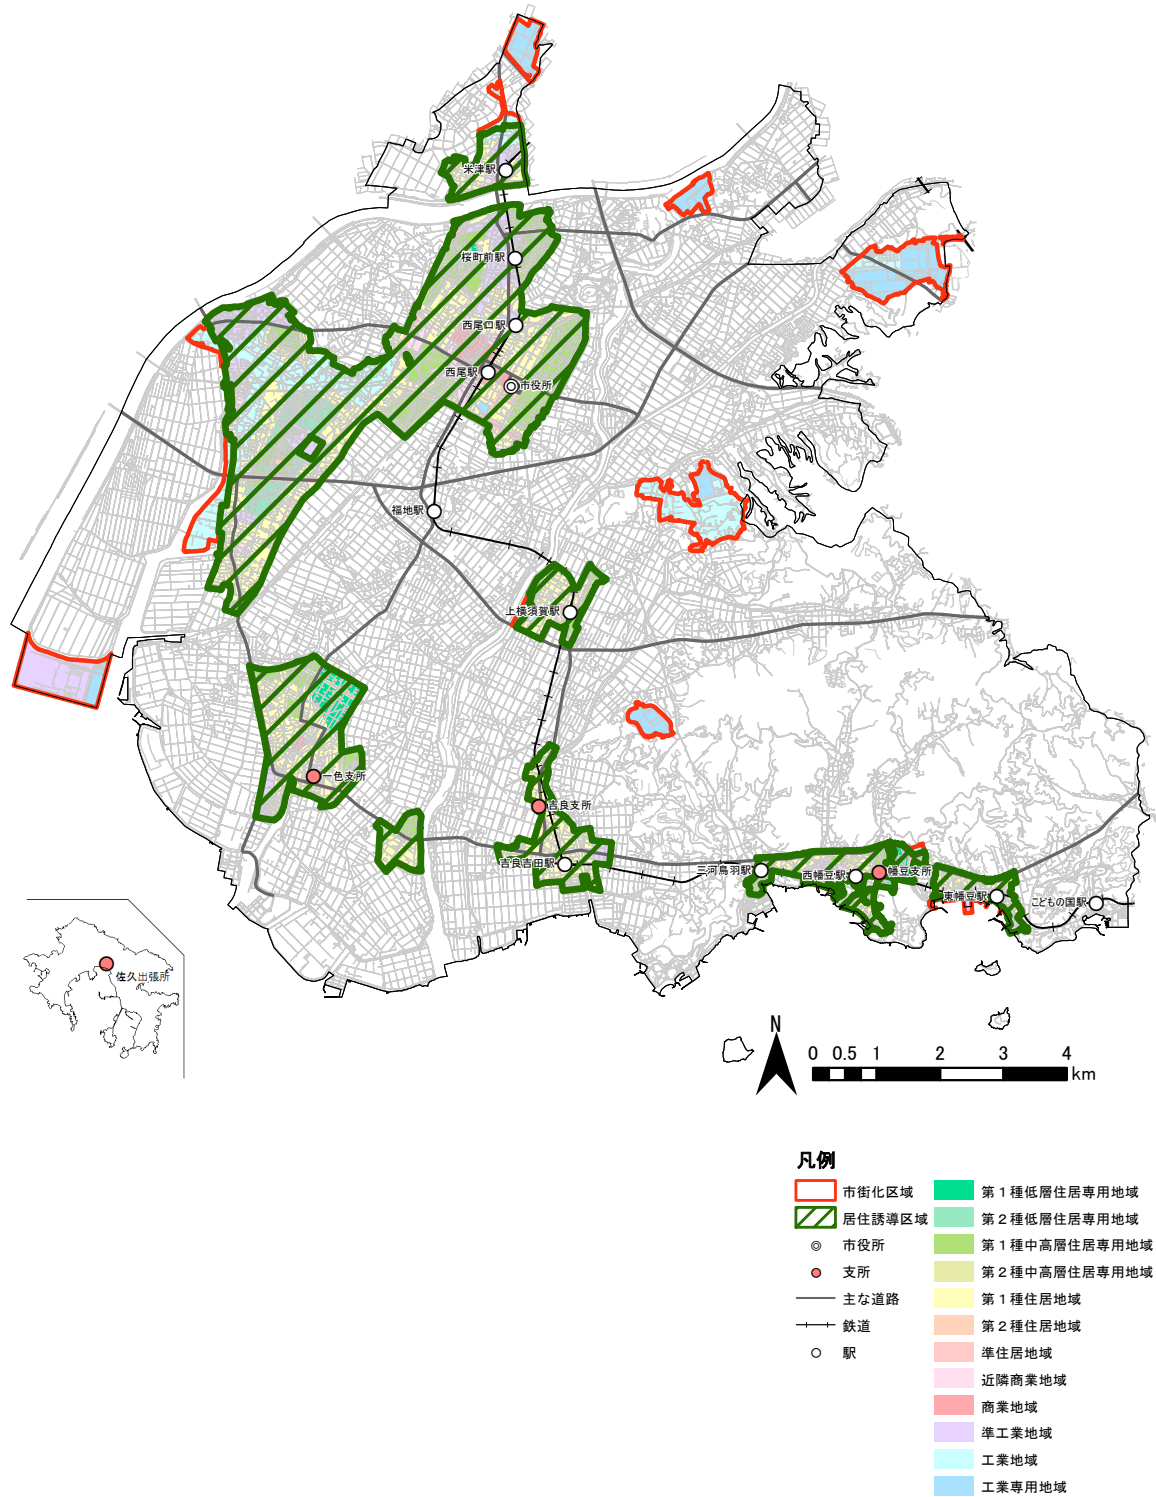 米津駅
桜町前駅
西尾口駅
西尾駅
市役所
福地駅
上横須賀駅
一色支所
吉良支所
吉良吉田駅
三河鳥羽駅
西幡豆駅
幡豆支所
東幡豆駅
こどもの国駅
佐久出張所
N
0 0.5 1 2 3 4
km
凡例
市街化区域
居住誘導区域
市役所
支所
主な道路
鉄道
駅
第1種低層住居専用地域
第2種低層住居専用地域
第1種中高層住居専用地域
第2種中高層住居専用地域
第1種住居地域
第2種住居地域
準住居地域
近隣商業地域
商業地域
準工業地域
工業地域
工業専用地域